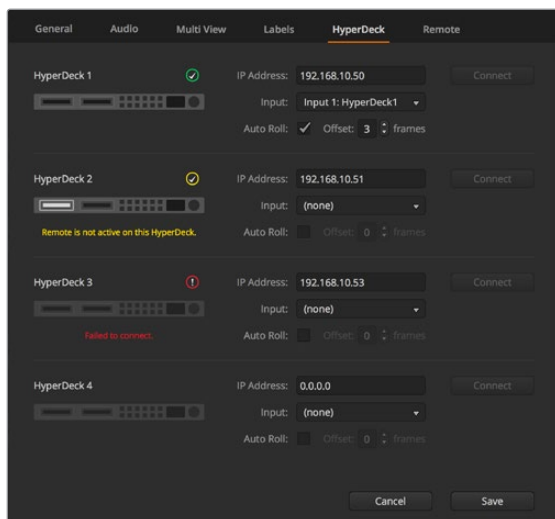 General Audio Multi View Labels HyperDeck Remote
HyperDeck 1 IP Address: 192.168.10.50 Connect
Input: Input 1: HyperDeck1
Auto Roll: Offset: 3 frames
HyperDeck 2 IP Address: 192.168.10.51 Connect
Input: (none)
Remote is not active on this HyperDeck.
Auto Roll: Offset: 0 frames
HyperDeck 3 IP Address: 192.168.10.53 Connect
Input: (none)
Failed to connect.
Auto Roll: Offset: 0 frames
HyperDeck 4 IP Address: 0.0.0.0 Connect
Input: (none)
Auto Roll: Offset: 0 frames
Cancel Save